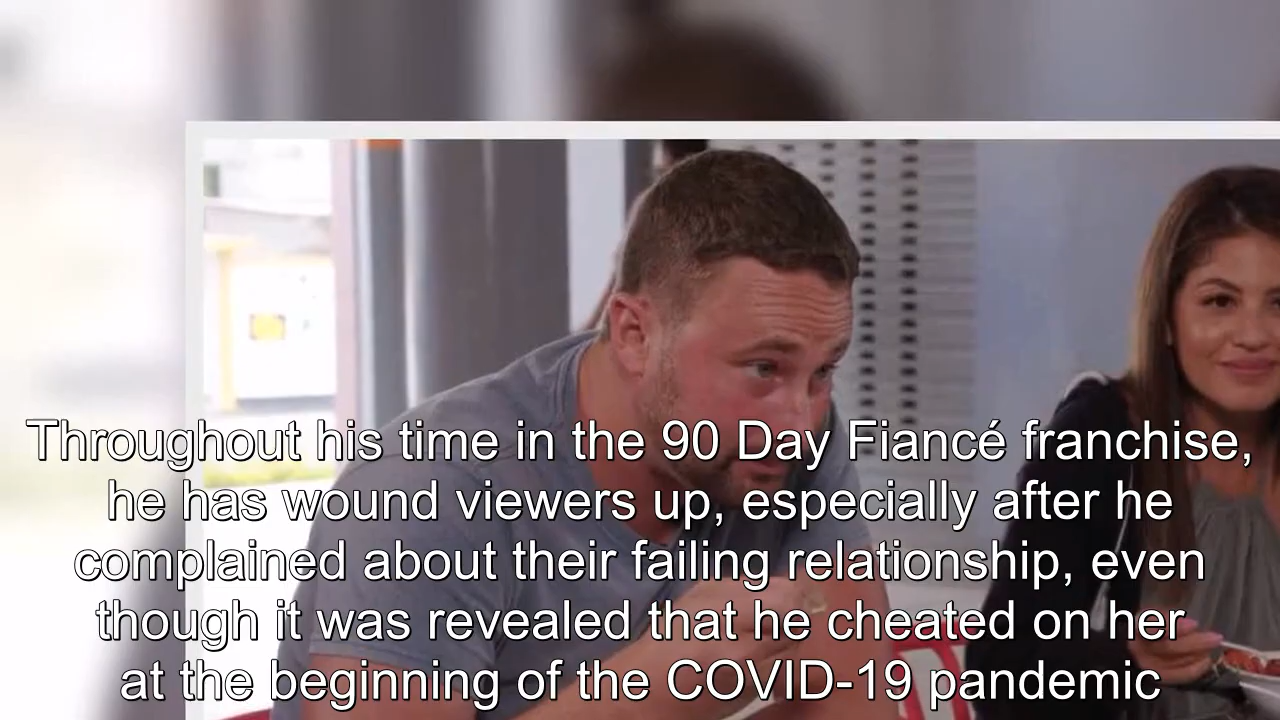 Throughout his time in the 90 Day Fiancé franchise,
he has wound viewers up, especially after he
complained about their failing relationship, even
though it was revealed that he cheated on her
at the beginning of the COVID-19 pandemic